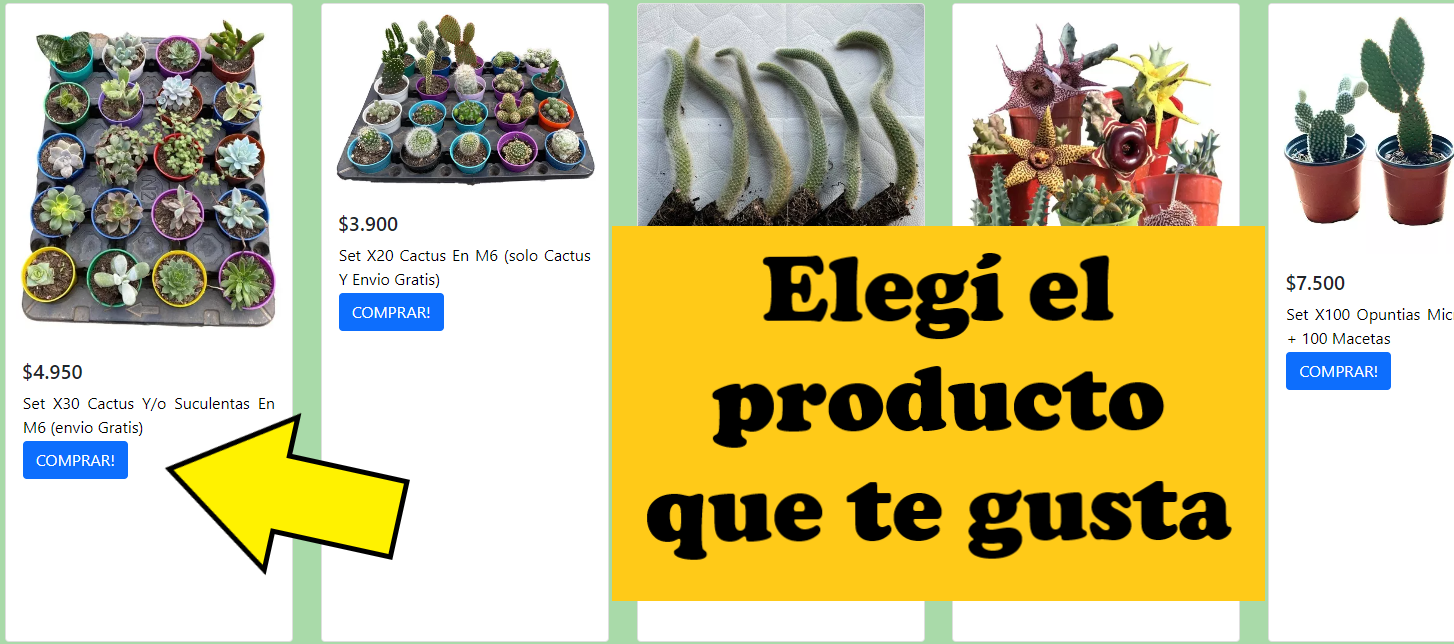 $4.950
Set X30 Cactus Y/o Suculentas En
M6 (envio Gratis)
COMPRAR!
$3.900
Set X20 Cactus En M6 (solo Cactus
Y Envio Gratis)
COMPRAR!
Elegí el
producto
que te gusta
$7.500
Set X100 Opuntias
+ 100 Macetas
COMPRAR!